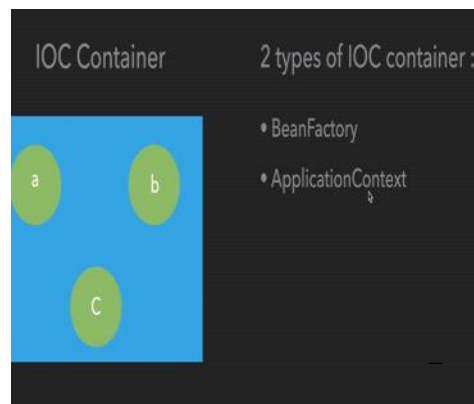 IOC Container
a
b
C
2 types of IOC container :
• BeanFactory
• ApplicationContext